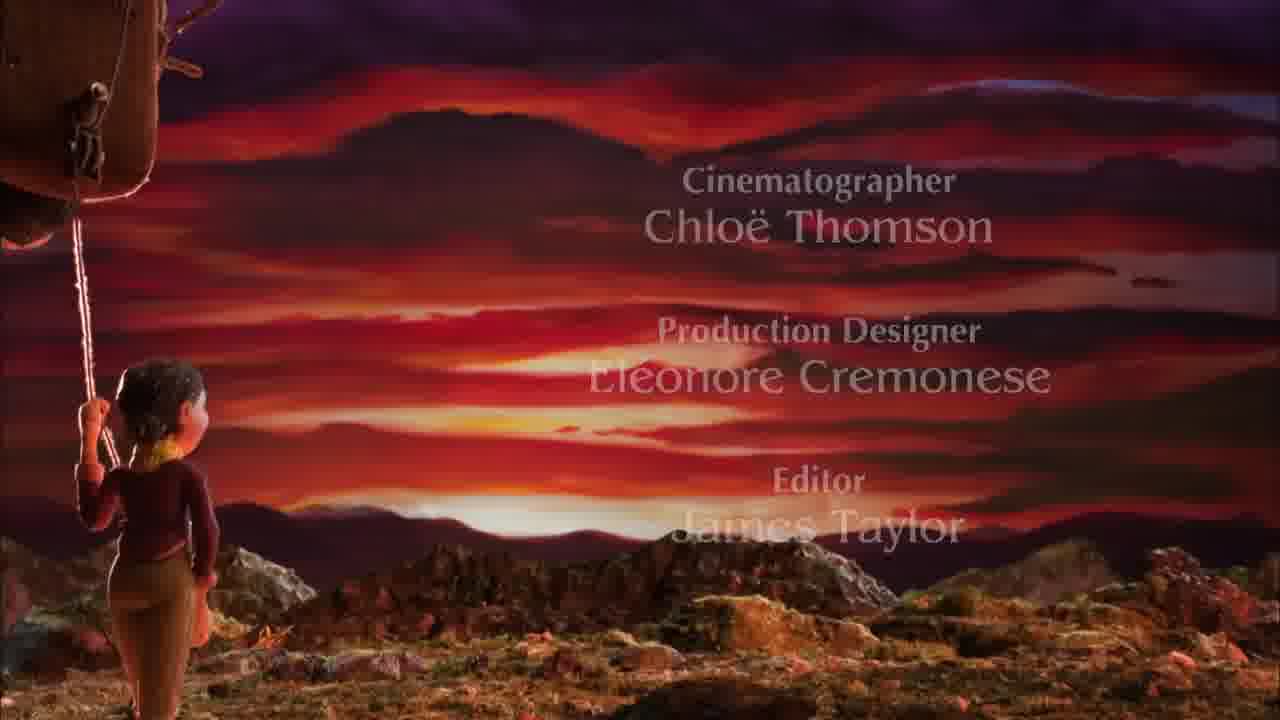 Cinematographer
Chloë Thomson
Production Designer
Eleonore Cremonese
Editor
James Taylor